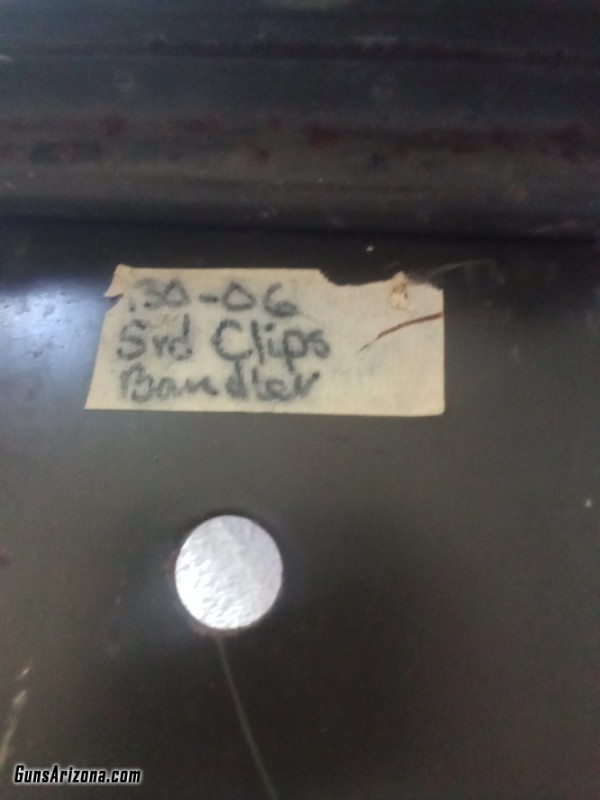 .30-06
5rd Clips
Bandler
GunsArizona.com